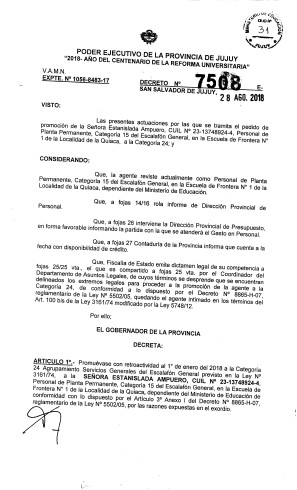 MINISTERIO DE EDUCACION
FOLIO
31
JUJUY
PODER EJECUTIVO DE LA PROVINCIA DE JUJUY
"2018- AÑO DEL CENTENARIO DE LA REFORMA UNIVERSITARIA"
V.A.M.N.
EXPTE. Nº 1056-8483-17
DECRETO Nº 7508 E-
SAN SALVADOR DE JUJUY, 28 AGO. 2018
VISTO:
Las presentes actuaciones por las que se tramita el pedido de
promoción de la Señora Estanislada Ampuero, CUIL Nº 23-13748924-4, Personal de
Planta Permanente, Categoría 15 del Escalafón General, en la Escuela de Frontera Nº
1 de la Localidad de la Quiaca, a la Categoría 24; y
CONSIDERANDO:
Que, la agente revista actualmente como Personal de Planta
Permanente, Categoría 15 del Escalafón General, en la Escuela de Frontera Nº 1 de la
Localidad de la Quiaca, dependiente del Ministerio de Educación.
Que, a fojas 14/16 rola informe de Dirección Provincial de
Personal.
Que, a fojas 26 interviene la Dirección Provincial de Presupuesto,
en forma favorable informando la partida con la que se atenderá el Gasto en Personal.
Que, a fojas 27 Contaduría de la Provincia informa que cuenta a la
fecha con disponibilidad de crédito.
Que, Fiscalía de Estado emite dictamen legal de su competencia a
fojas 25/25 vta., el que es compartido a fojas 25 vta. por el Coordinador del
Departamento de Asuntos Legales, de cuyos términos se desprende que se encuentran
delineados los extremos legales para proceder a la promoción de la agente a la
Categoría 24, de conformidad a lo dispuesto por el Decreto Nº 8865-H-07,
reglamentario de la Ley Nº 5502/05, quedando el agente intimado en los términos del
Art. 100 bis de la Ley 3161/74 modificado por la Ley 5748/12.
Por ello;
EL GOBERNADOR DE LA PROVINCIA
DECRETA:
ARTÍCULO 1º.- Promuévase con retroactividad al 1º de enero del 2018 a la Categoría
24 Agrupamiento Servicios Generales del Escalafón General previsto en la Ley Nº
3161/74, a la SEÑORA ESTANISLADA AMPUERO, CUIL Nº 23-13748924-4,
Personal de Planta Permanente, Categoría 15 del Escalafón General, en la Escuela de
Frontera Nº 1 de la Localidad de la Quiaca, dependiente del Ministerio de Educación de
conformidad con lo dispuesto por el Artículo 3º Anexo I del Decreto Nº 8865-H-07,
reglamentario de la Ley Nº 5502/05, por las razones expuestas en el exordio.